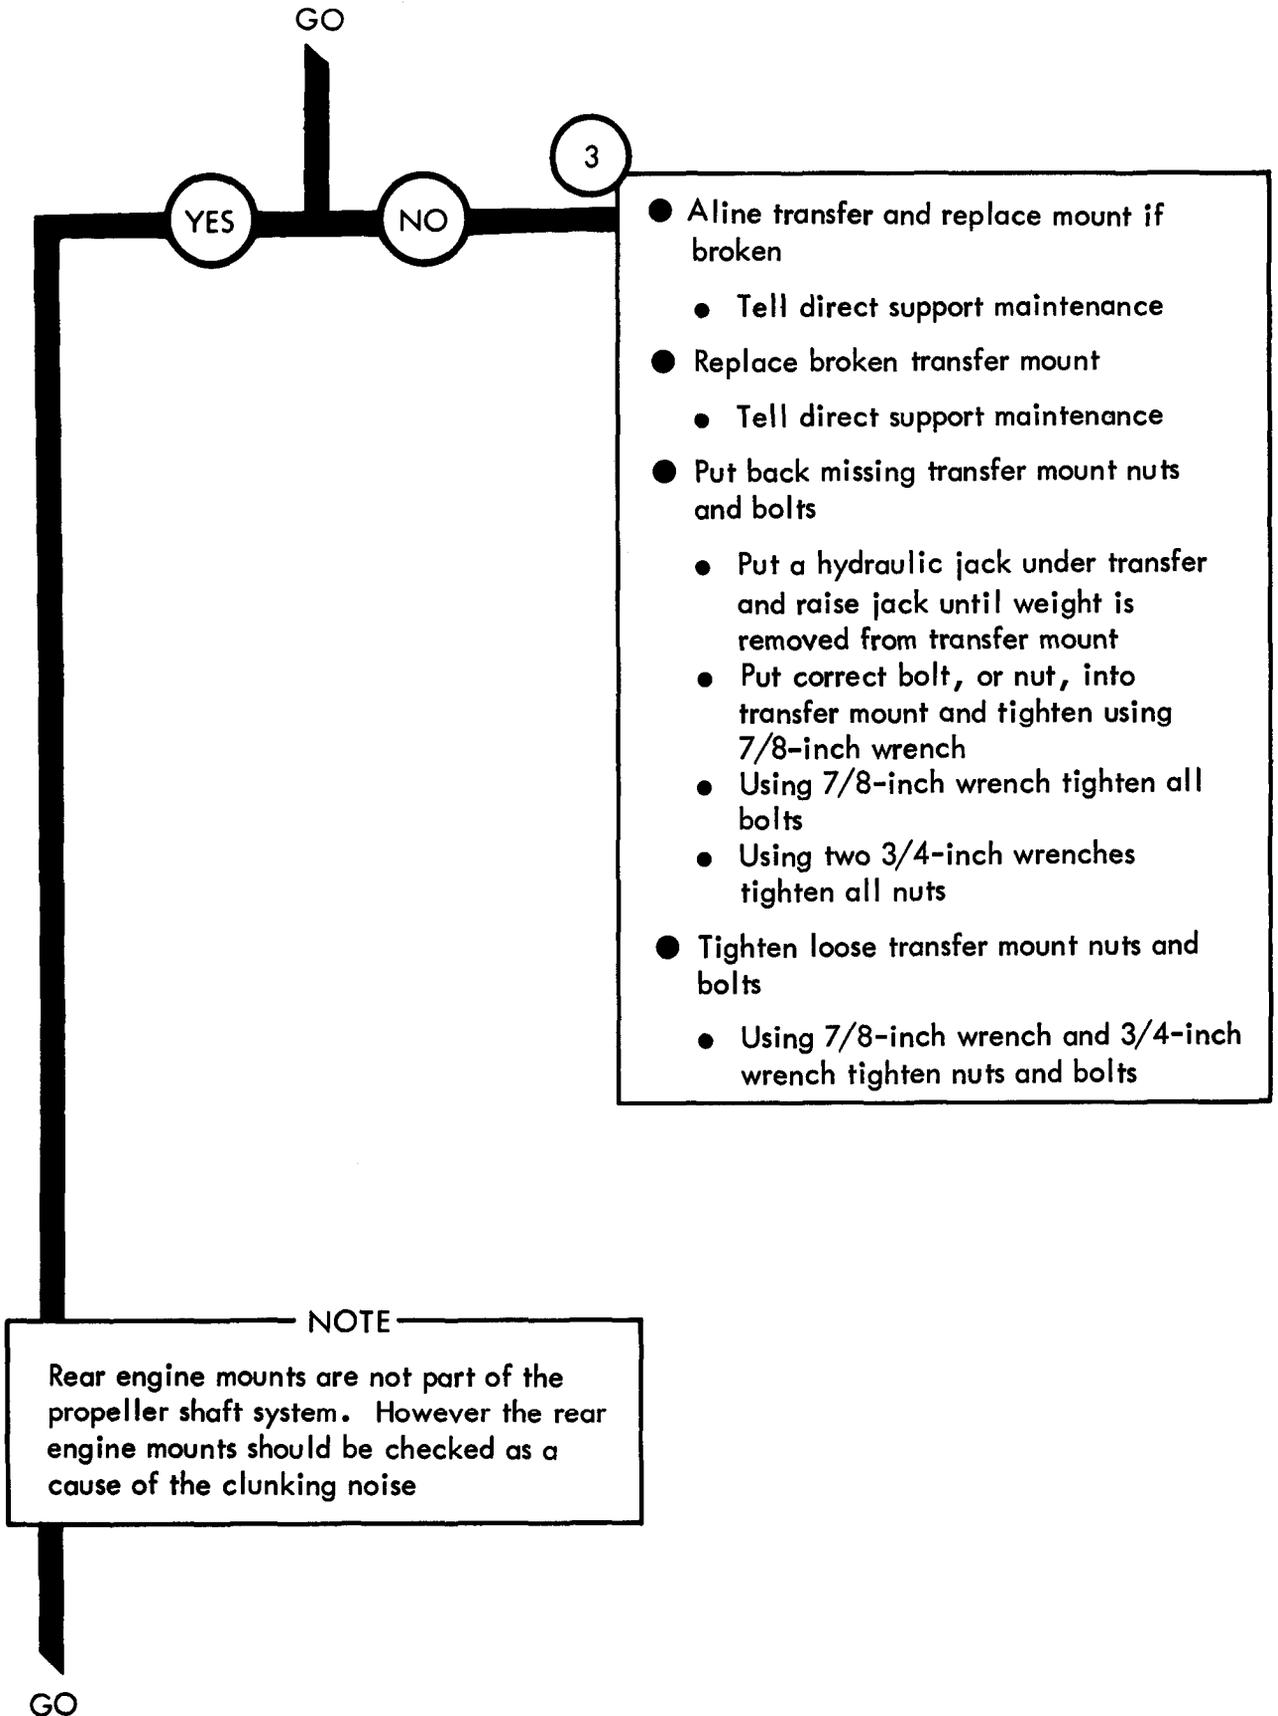 GO
YES
NO
3
● Aline transfer and replace mount if
broken
● Tell direct support maintenance
● Replace broken transfer mount
● Tell direct support maintenance
● Put back missing transfer mount nuts
and bolts
● Put a hydraulic jack under transfer
and raise jack until weight is
removed from transfer mount
● Put correct bolt, or nut, into
transfer mount and tighten using
7/8-inch wrench
● Using 7/8-inch wrench tighten all
bolts
● Using two 3/4-inch wrenches
tighten all nuts
● Tighten loose transfer mount nuts and
bolts
● Using 7/8-inch wrench and 3/4-inch
wrench tighten nuts and bolts
NOTE
Rear engine mounts are not part of the
propeller shaft system. However the rear
engine mounts should be checked as a
cause of the clunking noise
GO